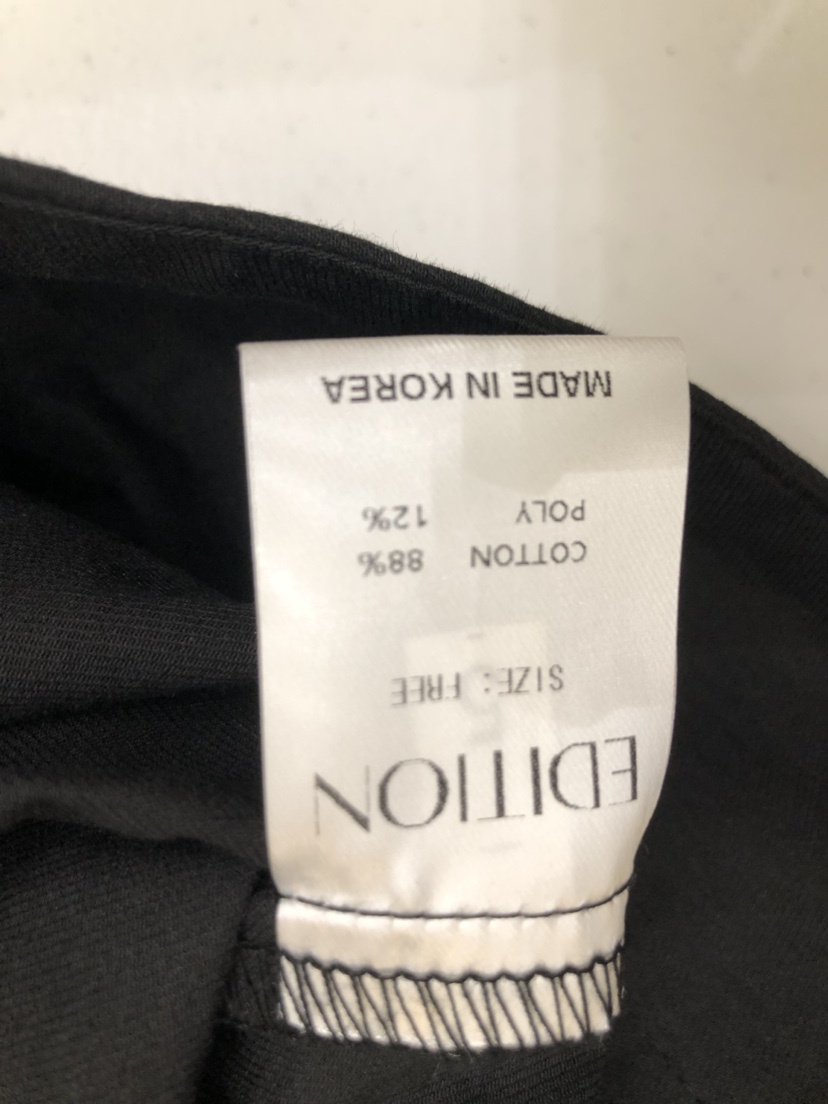 EDITION
SIZE: FREE
COTTON 88%
POLY 12%
MADE IN KOREA